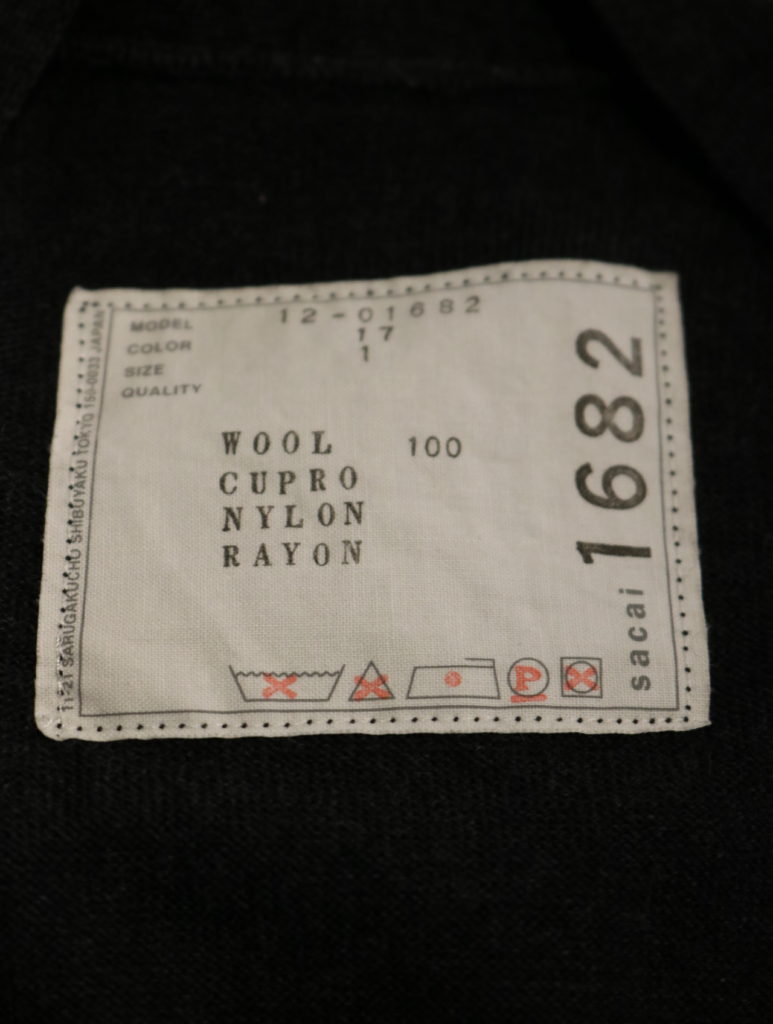 MODEL 12-01682
COLOR 17
SIZE 1
QUALITY
WOOL 100
CUPRO
NYLON
RAYON
P
sacai 1682
11-21 SARUGAKUCHO SHIBUYAKU TOKYO 150-0033 JAPAN